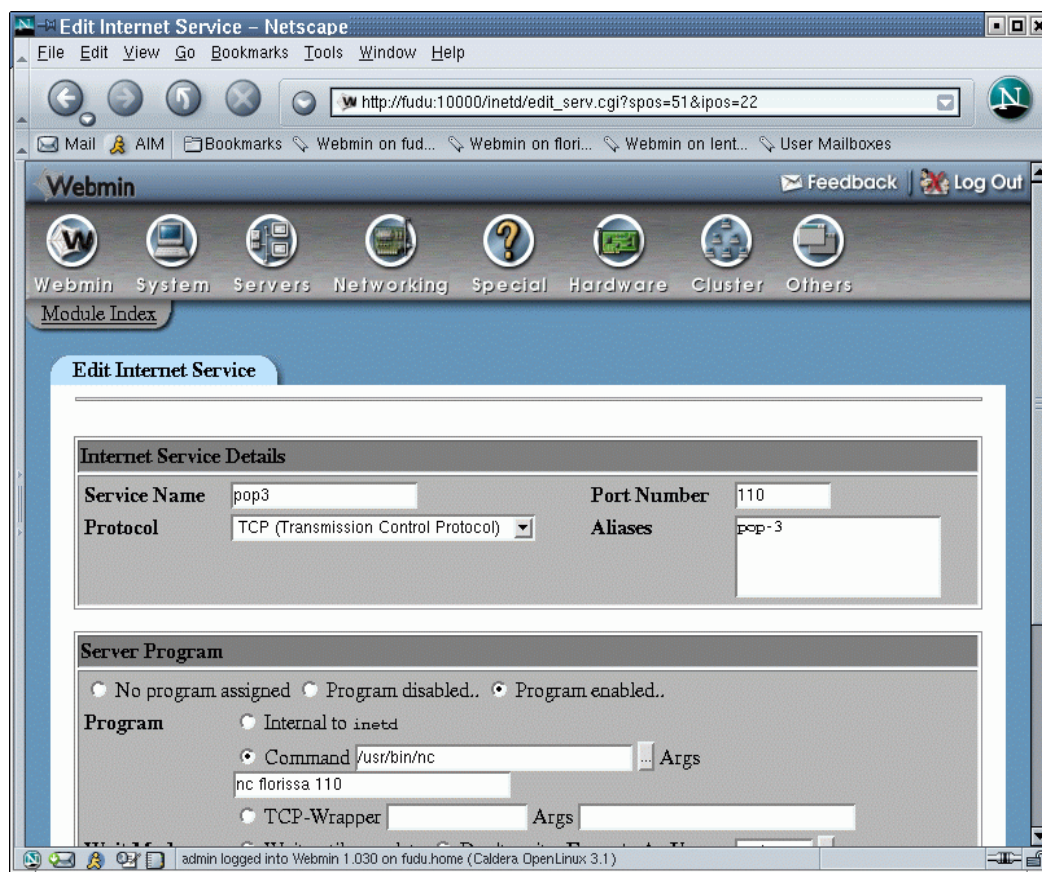 Edit Internet Service – Netscape
File Edit View Go Bookmarks Tools Window Help
http://fudu:10000/inetd/edit_serv.cgi?spos=51&ipos=22
Mail AIM Bookmarks Webmin on fud... Webmin on flori... Webmin on lent... User Mailboxes
Webmin Feedback Log Out
Webmin System Servers Networking Special Hardware Cluster Others
Module Index
Edit Internet Service
Internet Service Details
Service Name pop3 Port Number 110
Protocol TCP (Transmission Control Protocol) Aliases pop-3
Server Program
No program assigned Program disabled.. Program enabled..
Program Internal to inetd
Command /usr/bin/nc ... Args
nc florissa 110
TCP-Wrapper Args
admin logged into Webmin 1.030 on fudu.home (Caldera OpenLinux 3.1)